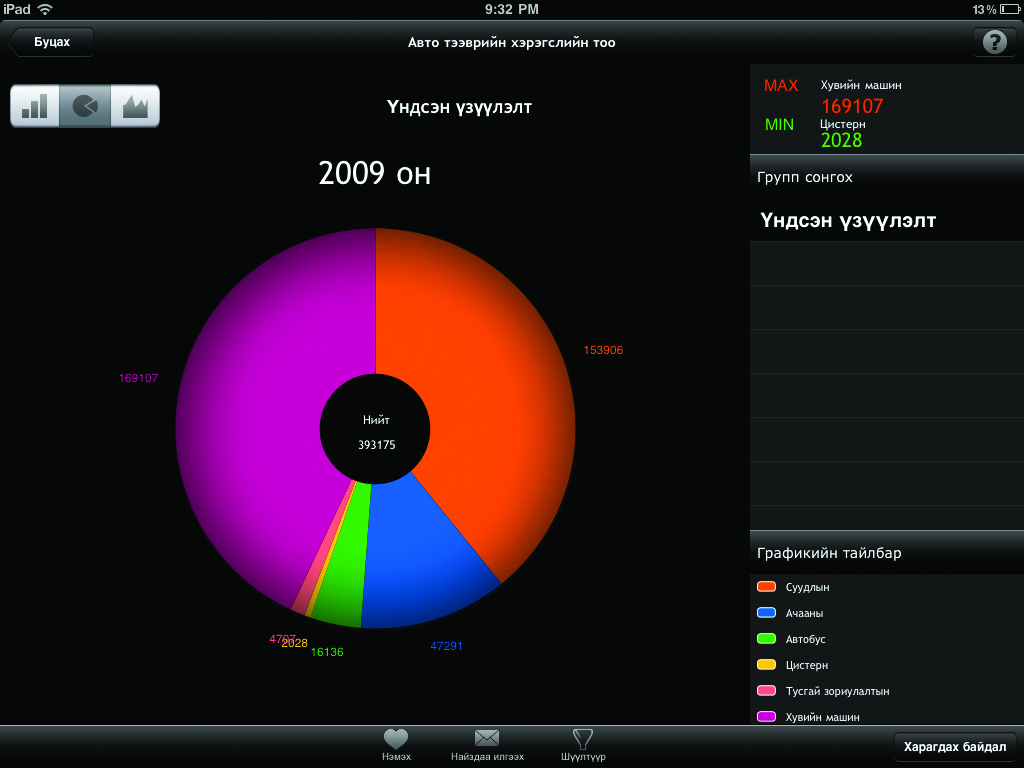 iPad
9:32 PM
13%
Буцах
Авто тээврийн хэрэгслийн тоо
?
Үндсэн үзүүлэлт
2009 он
MAX
Хувийн машин
169107
MIN
Цистерн
2028
Групп сонгох
Үндсэн үзүүлэлт
153906
169107
Нийт
393175
4707
2028
16136
47291
Графикийн тайлбар
Суудлын
Ачааны
Автобус
Цистерн
Тусгай зориулалтын
Хувийн машин
Нэмэх
Найздаа илгээх
Шүүлтүүр
Харагдах байдал